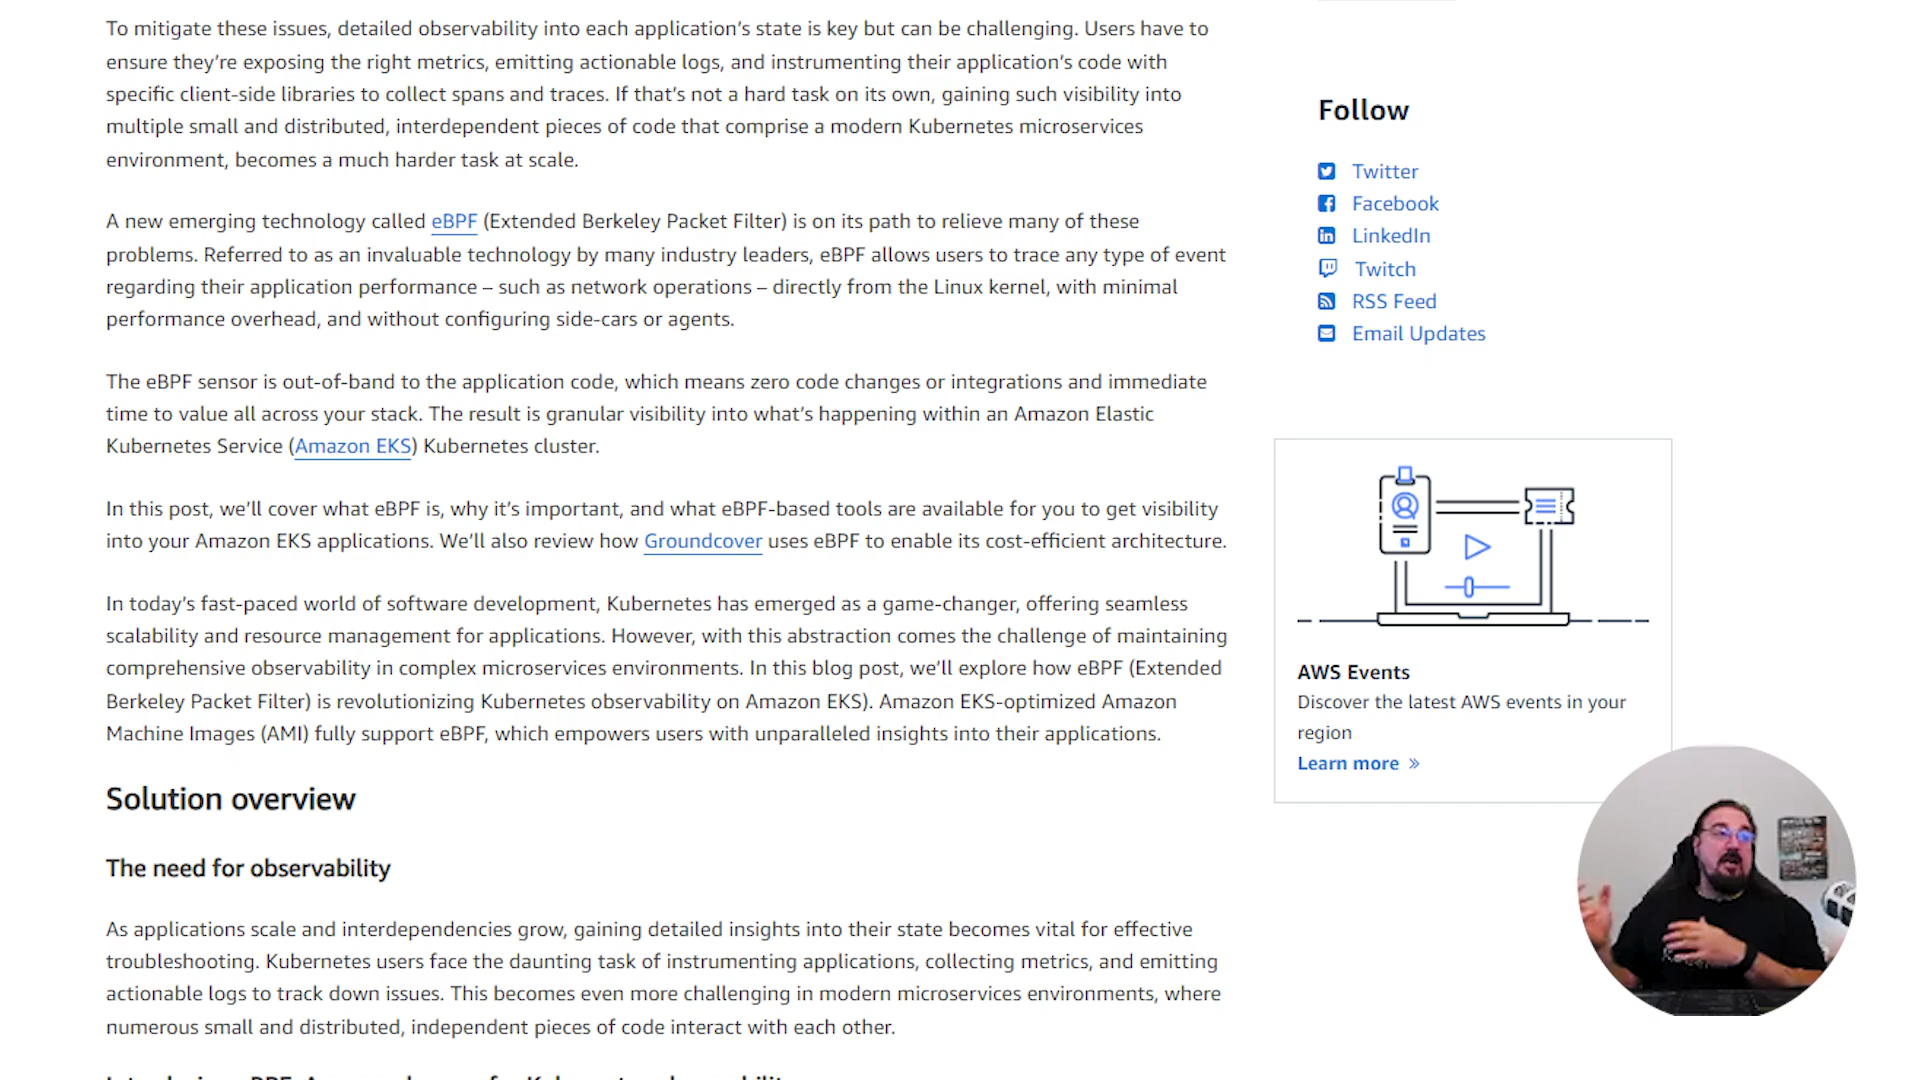 To mitigate these issues, detailed observability into each application’s state is key but can be challenging. Users have to
ensure they’re exposing the right metrics, emitting actionable logs, and instrumenting their application’s code with
specific client-side libraries to collect spans and traces. If that’s not a hard task on its own, gaining such visibility into
multiple small and distributed, interdependent pieces of code that comprise a modern Kubernetes microservices
environment, becomes a much harder task at scale.
A new emerging technology called eBPF (Extended Berkeley Packet Filter) is on its path to relieve many of these
problems. Referred to as an invaluable technology by many industry leaders, eBPF allows users to trace any type of event
regarding their application performance – such as network operations – directly from the Linux kernel, with minimal
performance overhead, and without configuring side-cars or agents.
The eBPF sensor is out-of-band to the application code, which means zero code changes or integrations and immediate
time to value all across your stack. The result is granular visibility into what’s happening within an Amazon Elastic
Kubernetes Service (Amazon EKS) Kubernetes cluster.
In this post, we’ll cover what eBPF is, why it’s important, and what eBPF-based tools are available for you to get visibility
into your Amazon EKS applications. We’ll also review how Groundcover uses eBPF to enable its cost-efficient architecture.
In today’s fast-paced world of software development, Kubernetes has emerged as a game-changer, offering seamless
scalability and resource management for applications. However, with this abstraction comes the challenge of maintaining
comprehensive observability in complex microservices environments. In this blog post, we’ll explore how eBPF (Extended
Berkeley Packet Filter) is revolutionizing Kubernetes observability on Amazon EKS). Amazon EKS-optimized Amazon
Machine Images (AMI) fully support eBPF, which empowers users with unparalleled insights into their applications.
Solution overview
The need for observability
As applications scale and interdependencies grow, gaining detailed insights into their state becomes vital for effective
troubleshooting. Kubernetes users face the daunting task of instrumenting applications, collecting metrics, and emitting
actionable logs to track down issues. This becomes even more challenging in modern microservices environments, where
numerous small and distributed, independent pieces of code interact with each other.
Follow
Twitter
Facebook
LinkedIn
Twitch
RSS Feed
Email Updates
AWS Events
Discover the latest AWS events in your
region
Learn more »